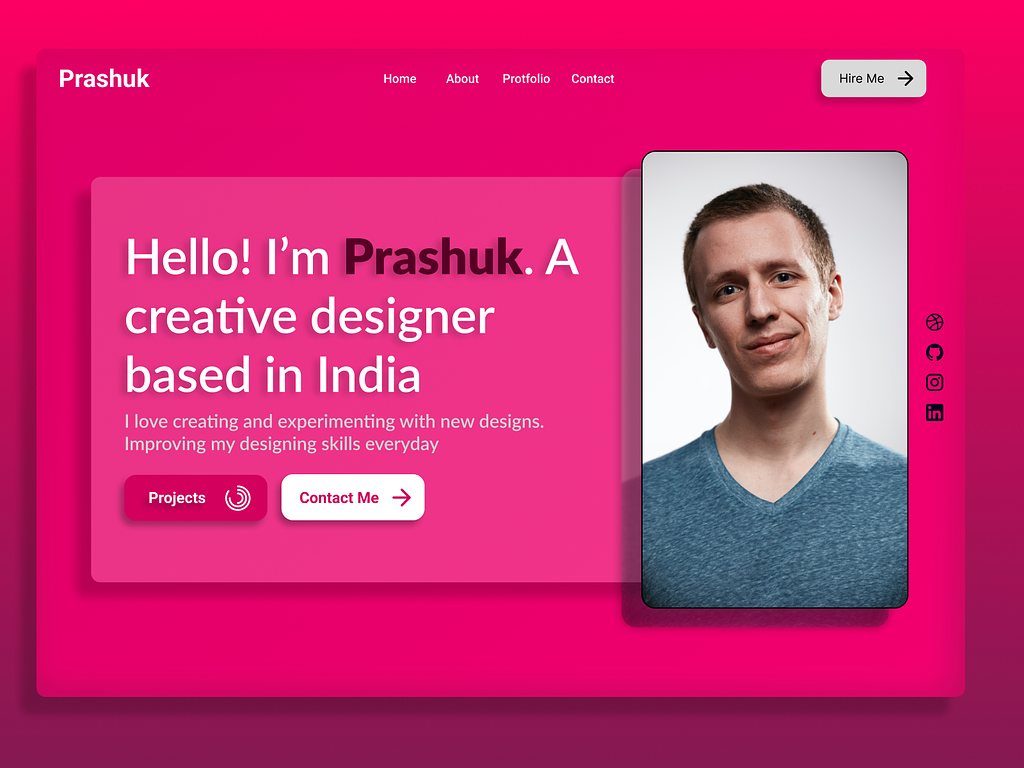 Prashuk
Home About Protfolio Contact
Hire Me
Hello! I’m Prashuk. A
creative designer
based in India
I love creating and experimenting with new designs.
Improving my designing skills everyday
Projects
Contact Me